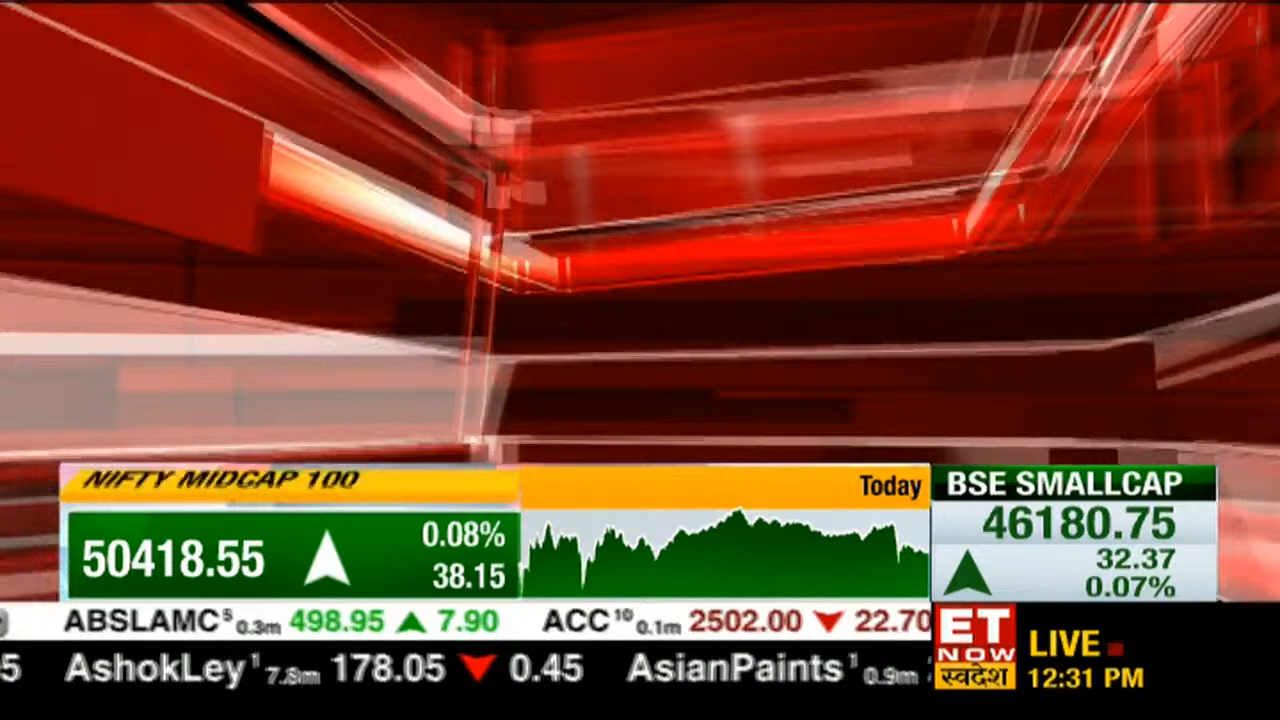 NIFTY MIDCAP 100
Today
50418.55
0.08%
38.15
BSE SMALLCAP
46180.75
32.37
0.07%
ABSLAMC 5 0.3m 498.95 7.90 ACC 10 0.1m 2502.00 22.70
AshokLey 1 7.8m 178.05 0.45 AsianPaints 1 0.9m
ET
NOW
स्वदेश
LIVE
12:31 PM